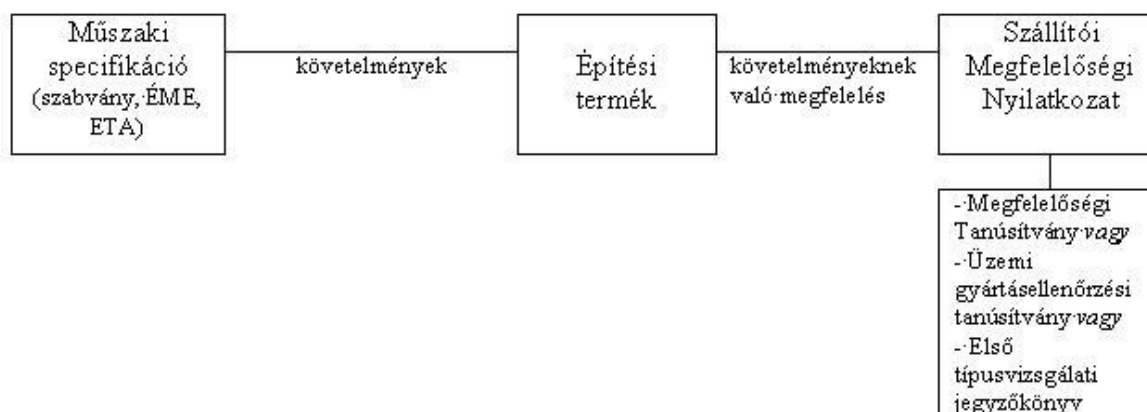 Műszaki
specifikáció
(szabvány, ÉME,
ETA)
követelmények
Építési
termék
követelményeknek
való megfelelés
Szállítói
Megfelelőségi
Nyilatkozat
- Megfelelőségi
Tanúsítvány vagy
- Üzemi
gyártásellenőrzési
tanúsítvány vagy
- Első
típusvizsgálati
jegyzőkönyv